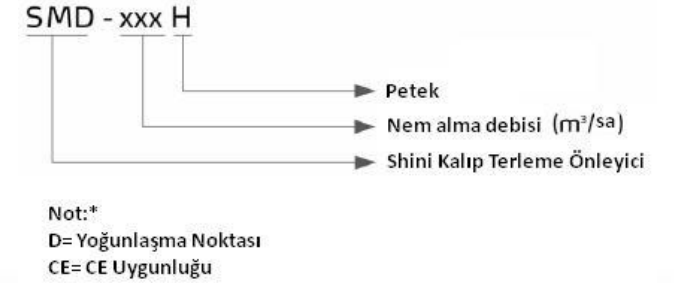 SMD - xxx H
Petek
Nem alma debisi (m³/sa)
Shini Kalıp Terleme Önleyici
Not:*
D= Yoğunlaşma Noktası
CE= CE Uygunluğu